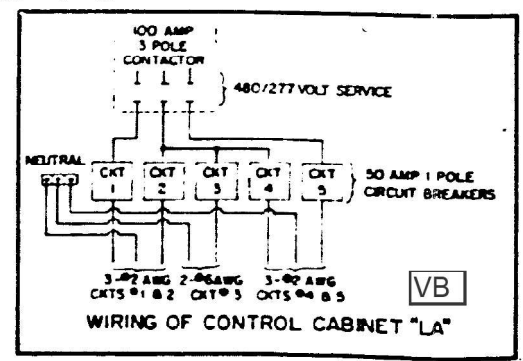 100 AMP
3 POLE
CONTACTOR
480/277 VOLT SERVICE
NEUTRAL
CKT 1
CKT 2
CKT 3
CKT 4
CKT 5
50 AMP 1 POLE
CIRCUIT BREAKERS
3-#2 AWG 2-#6AWG 3-#2 AWG
CKTS #1 & 2 CKT# 3 CKTS #4 & 5
VB
WIRING OF CONTROL CABINET "LA"